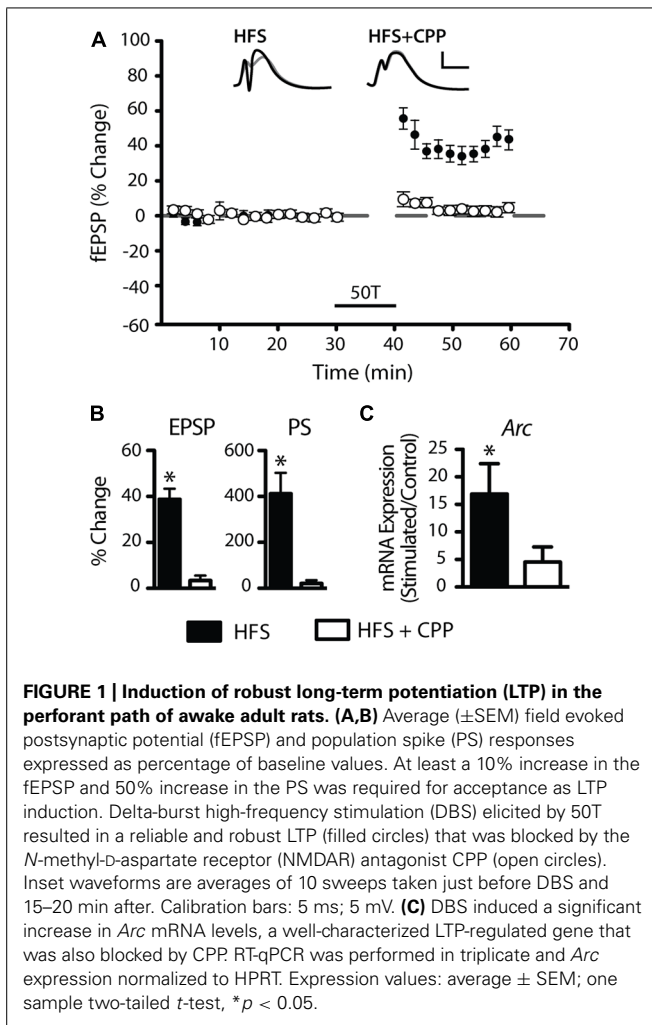 A
HFS
HFS+CPP
fEPSP (% Change)
100
80
60
40
20
0
-20
-40
-60
50T
10
20
30
40
50
60
70
Time (min)
B
EPSP
PS
% Change
60
40
20
0
*
600
400
200
0
*
C
Arc
mRNA Expression
(Stimulated/Control)
25
20
15
10
5
0
*
HFS
HFS + CPP
FIGURE 1 | Induction of robust long-term potentiation (LTP) in the
perforant path of awake adult rats. (A,B) Average (±SEM) field evoked
postsynaptic potential (fEPSP) and population spike (PS) responses
expressed as percentage of baseline values. At least a 10% increase in the
fEPSP and 50% increase in the PS was required for acceptance as LTP
induction. Delta-burst high-frequency stimulation (DBS) elicited by 50T
resulted in a reliable and robust LTP (filled circles) that was blocked by the
N-methyl-D-aspartate receptor (NMDAR) antagonist CPP (open circles).
Inset waveforms are averages of 10 sweeps taken just before DBS and
15–20 min after. Calibration bars: 5 ms; 5 mV. (C) DBS induced a significant
increase in Arc mRNA levels, a well-characterized LTP-regulated gene that
was also blocked by CPP. RT-qPCR was performed in triplicate and Arc
expression normalized to HPRT. Expression values: average ± SEM; one
sample two-tailed t-test, *p < 0.05.